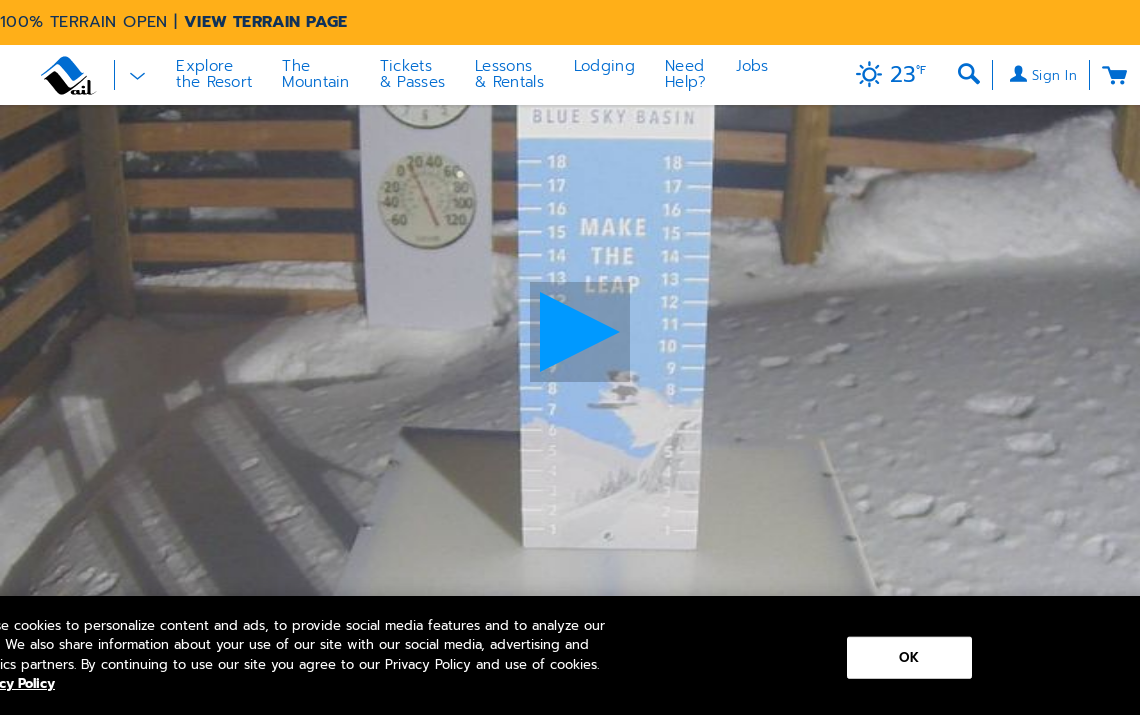 100% TERRAIN OPEN | VIEW TERRAIN PAGE
Vail
Explore
the Resort
The
Mountain
Tickets
& Passes
Lessons
& Rentals
Lodging
Need
Help?
Jobs
23°F
Sign In
BLUE SKY BASIN
18 18
17 17
16 16
15 15
14 14
13 13
12
11
10
9
8 8
7 7
6 6
5 5
4 4
3 3
2 2
1 1
MAKE
THE
LEAP
20 40
0 60
20 80
40 100
-60 120
cookies to personalize content and ads, to provide social media features and to analyze our
We also share information about your use of our site with our social media, advertising and
partners. By continuing to use our site you agree to our Privacy Policy and use of cookies.
Policy
OK